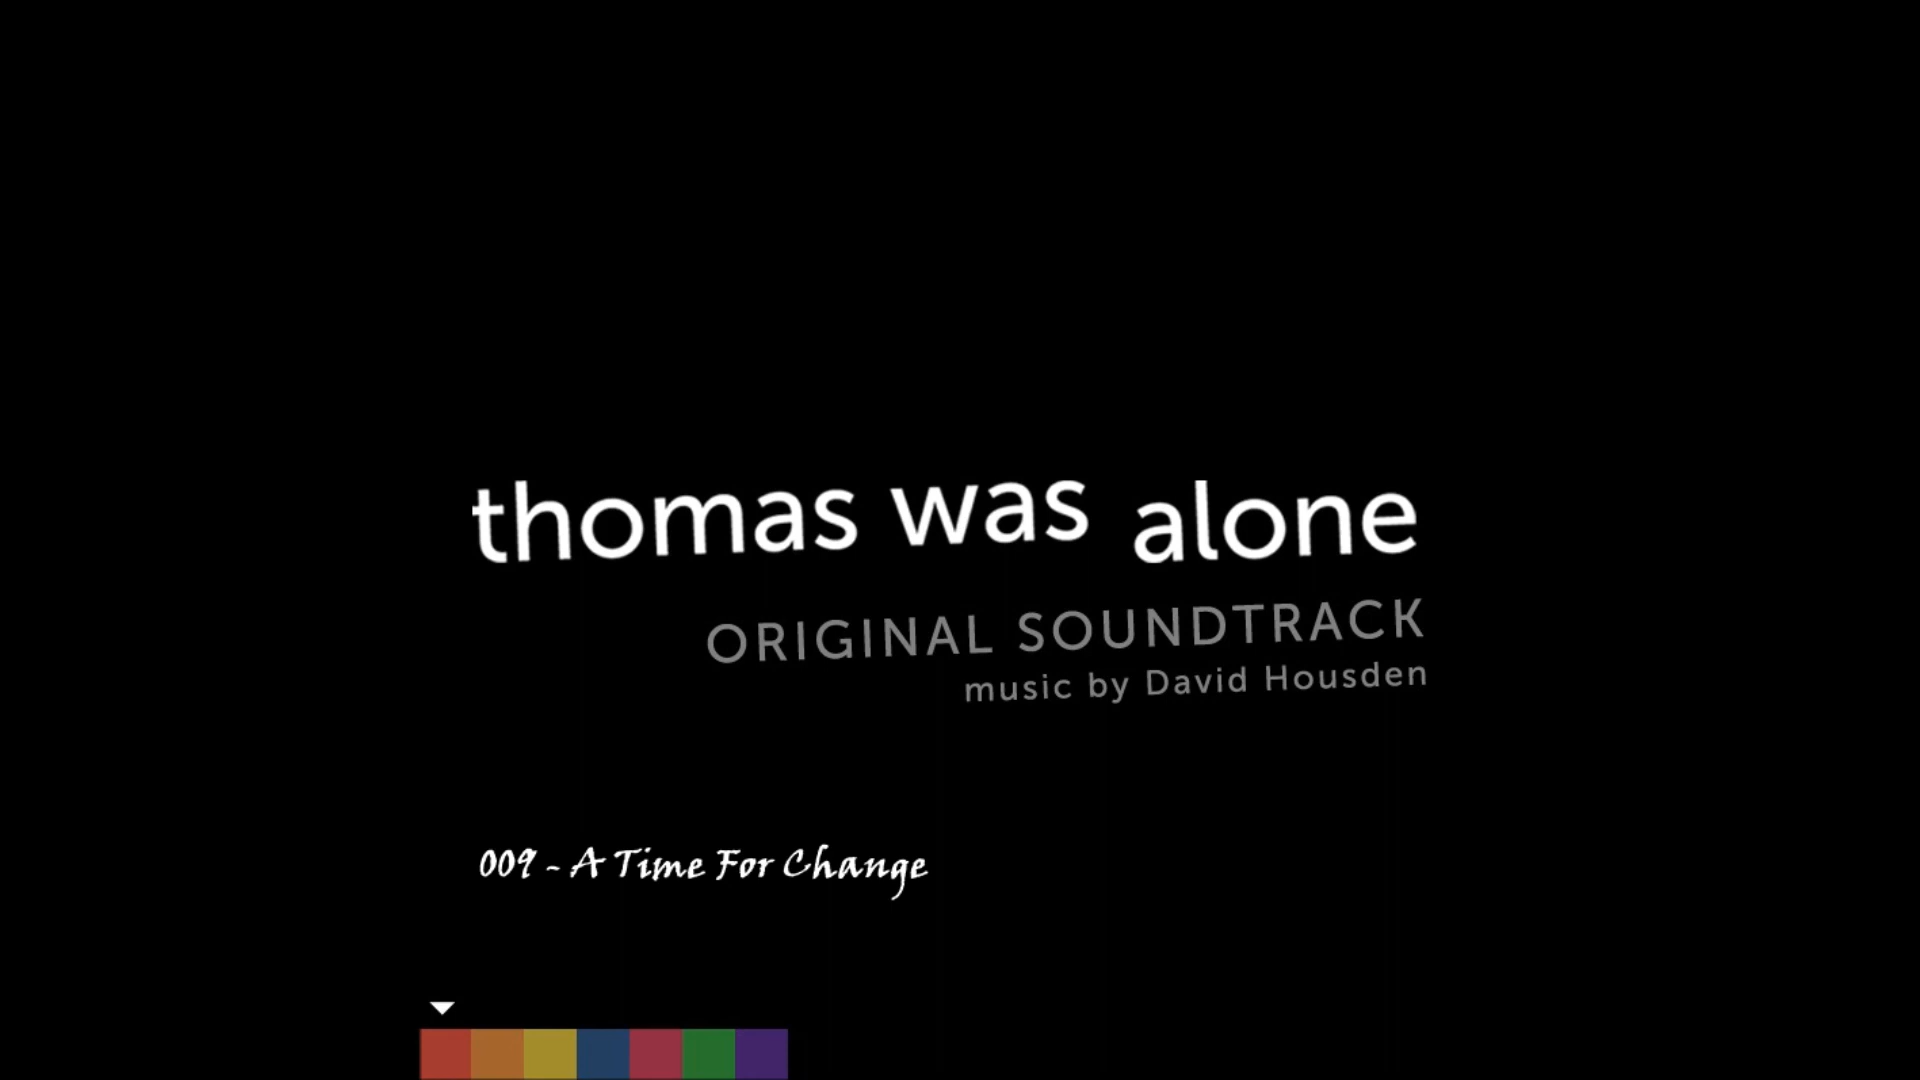 thomas was alone
ORIGINAL SOUNDTRACK
music by David Housden
009 - A Time For Change